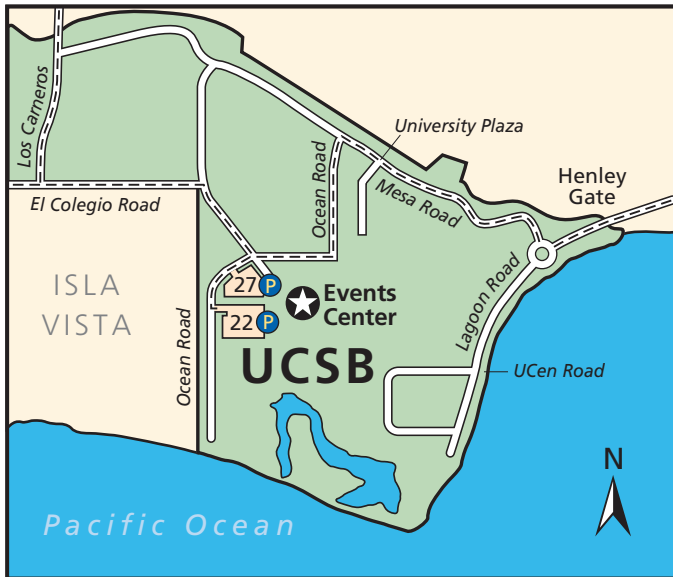 Los Carneros
University Plaza
Ocean Road
Henley
Gate
Mesa Road
El Colegio Road
Lagoon Road
ISLA
VISTA
27
P
Events
Center
22
P
Ocean Road
UCSB
UCen Road
N
Pacific Ocean